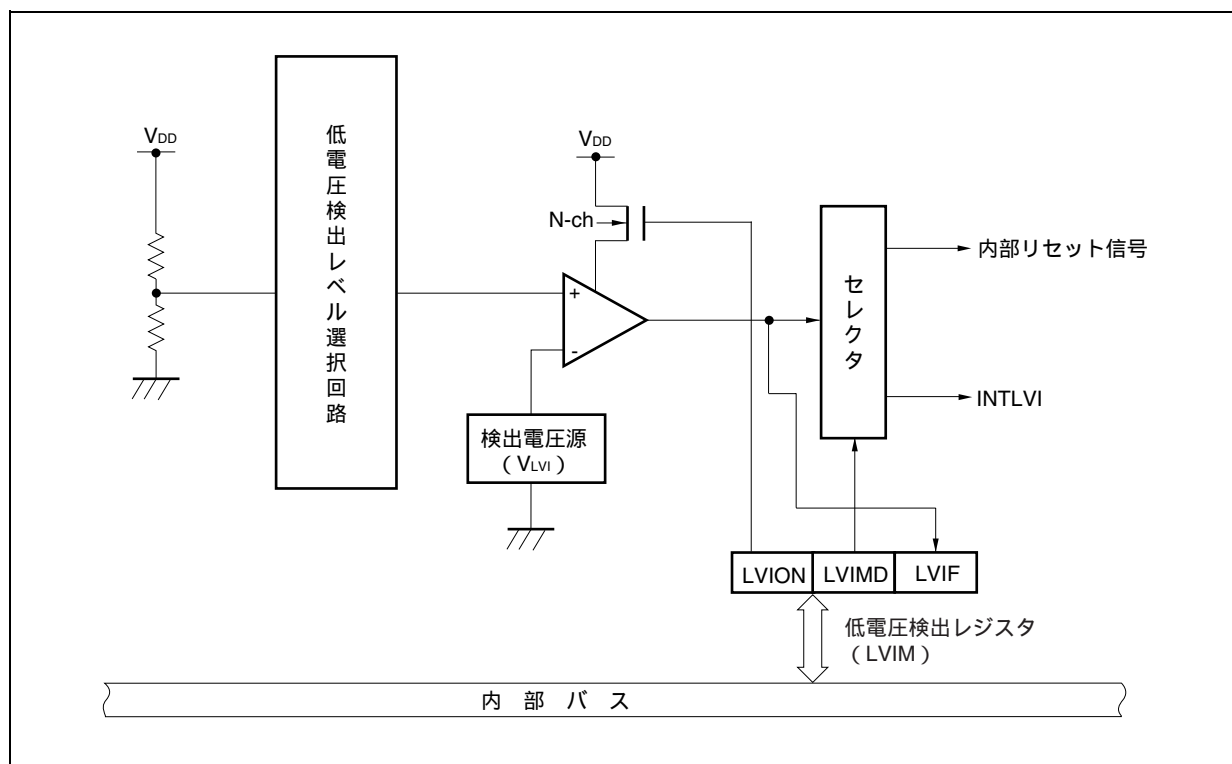 VDD
低電圧検出レベル選択回路
VDD
N-ch
+
-
検出電圧源
（VLVI）
セレクタ
内部リセット信号
INTLVI
LVION LVIMD LVIF
低電圧検出レジスタ
（LVIM）
内 部 バ ス